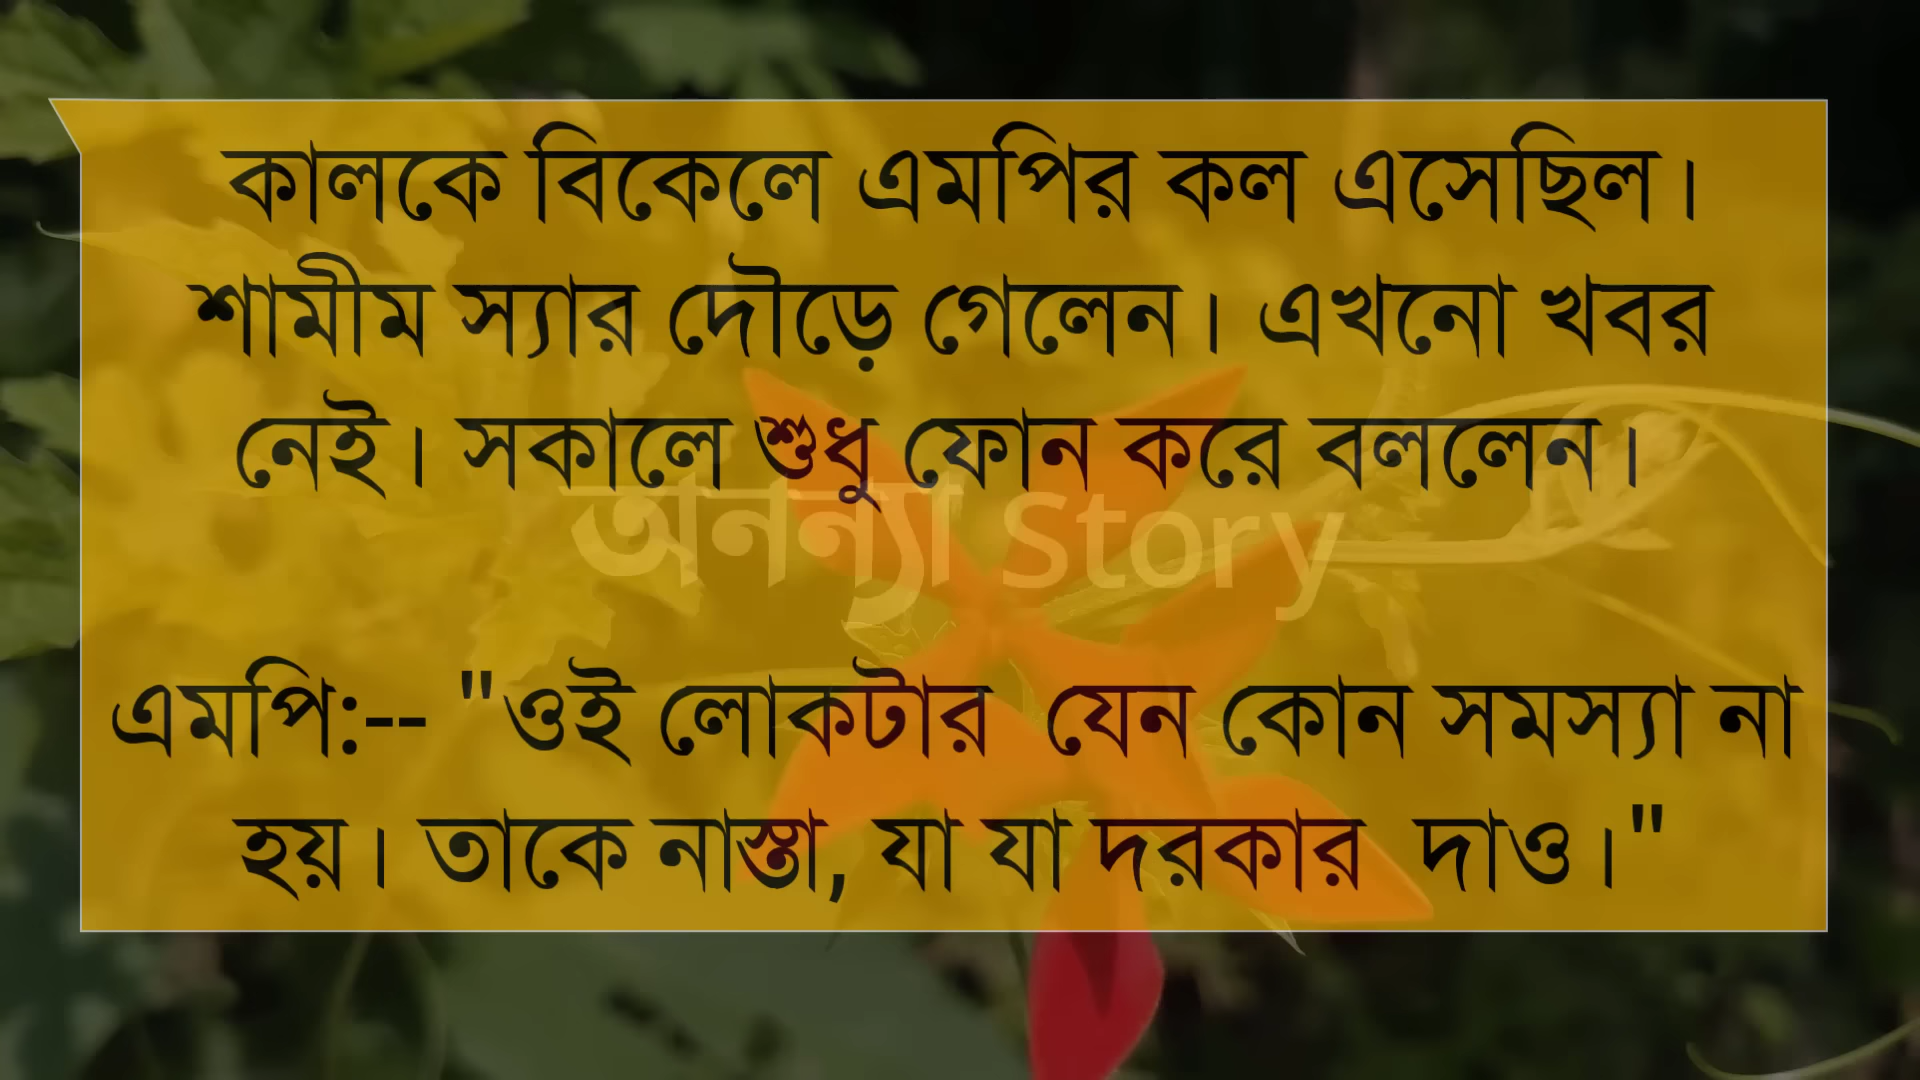 কালকে বিকেলে এমপির কল এসেছিল।
শামীম স্যার দৌড়ে গেলেন। এখনো খবর
নেই। সকালে শুধু ফোন করে বললেন।
অনন্যা Story
এমপি:-- "ওই লোকটার যেন কোন সমস্যা না
হয়। তাকে নাস্তা, যা যা দরকার দাও।"